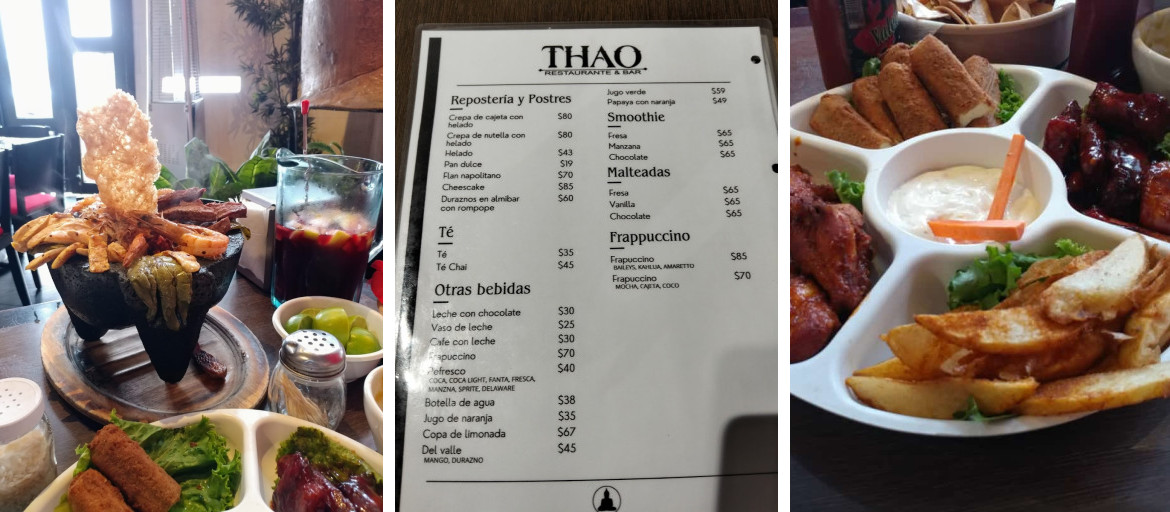 THAO
RESTAURANTE & BAR
Repostería y Postres
Crepa de cajeta con $80
helado
Crepa de nutella con $80
helado
Helado $43
Pan dulce $19
Flan napolitano $70
Cheescake $85
Duraznos en almibar $60
con rompope
Té
Té $35
Té Chai $45
Otras bebidas
Leche con chocolate $30
Vaso de leche $25
Cafe con leche $30
Frapuccino $70
Refresco $40
COCA, COCA LIGHT, FANTA, FRESCA,
MANZNA, SPRITE, DELAWARE
Botella de agua $38
Jugo de naranja $35
Copa de limonada $67
Del valle $45
MANGO, DURAZNO
Jugo verde $59
Papaya con naranja $49
Smoothie
Fresa $65
Manzana $65
Chocolate $65
Malteadas
Fresa $65
Vanilla $65
Chocolate $65
Frappuccino
Frapuccino $85
BAILEYS, KAHLUA, AMARETTO
Frapuccino $70
MOCHA, CAJETA, COCO